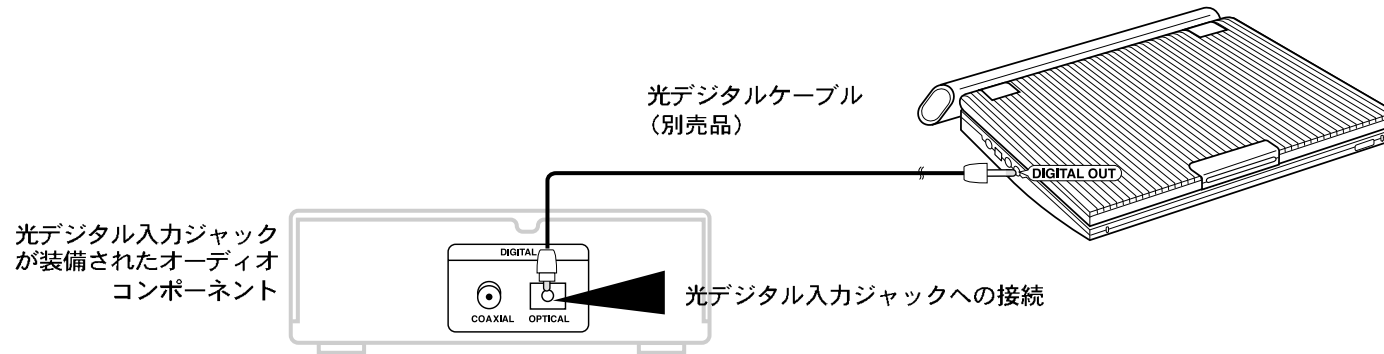 光デジタルケーブル
（別売品）
DIGITAL OUT
光デジタル入力ジャック
が装備されたオーディオ
コンポーネント
DIGITAL
COAXIAL
OPTICAL
光デジタル入力ジャックへの接続